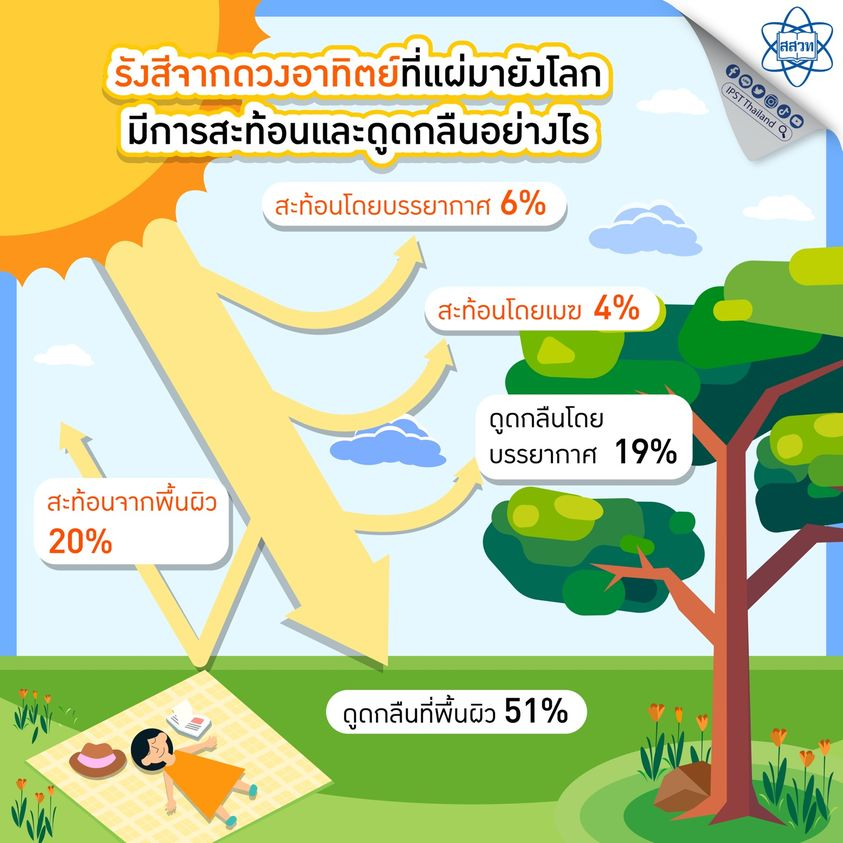 รังสีจากดวงอาทิตย์ที่แผ่มายังโลก
มีการสะท้อนและดูดกลืนอย่างไร
สสวท
IPST Thailand
สะท้อนโดยบรรยากาศ 6%
สะท้อนโดยเมฆ 4%
ดูดกลืนโดย
บรรยากาศ 19%
สะท้อนจากพื้นผิว
20%
ดูดกลืนที่พื้นผิว 51%